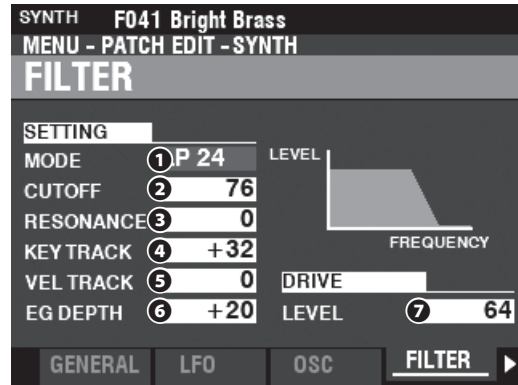 SYNTH F041 Bright Brass
MENU - PATCH EDIT - SYNTH
FILTER
SETTING
MODE 1 P 24
CUTOFF 2 76
RESONANCE 3 0
KEY TRACK 4 +32
VEL TRACK 5 0
EG DEPTH 6 +20
LEVEL
FREQUENCY
DRIVE
LEVEL 7 64
GENERAL LFO OSC FILTER